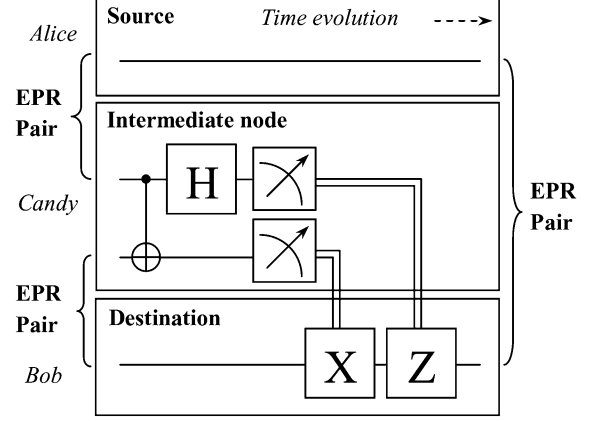 Source
Time evolution
Alice
EPR
Pair
Intermediate node
H
Candy
EPR
Pair
EPR
Pair
Destination
X
Z
Bob